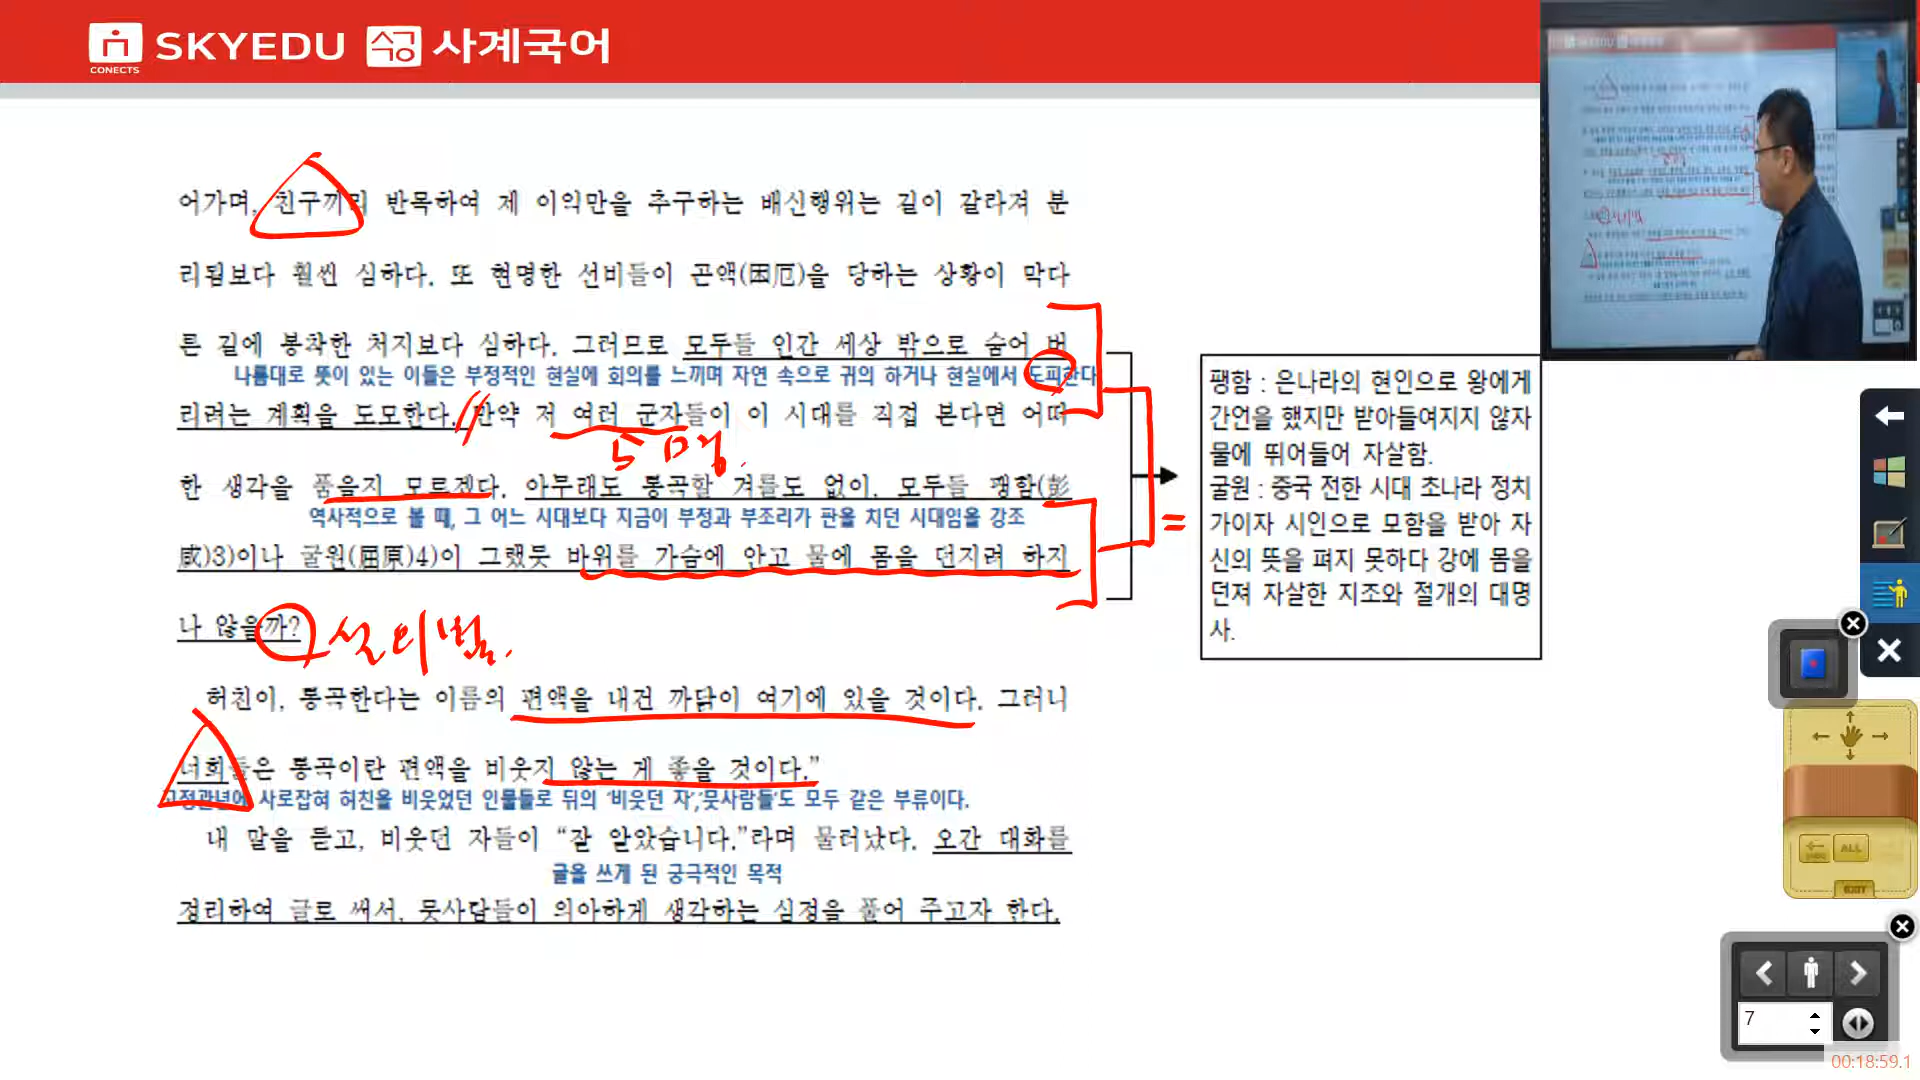 CONECTS SKYEDU 수능 사계국어
어가며, 친구끼리 반목하여 제 이익만을 추구하는 배신행위는 길이 갈라져 분
리됨보다 훨씬 심하다. 또 현명한 선비들이 곤액(困厄)을 당하는 상황이 막다
른 길에 봉착한 처지보다 심하다. 그러므로 모두들 인간 세상 밖으로 숨어 버
나름대로 뜻이 있는 이들은 부정적인 현실에 회의를 느끼며 자연 속으로 귀의 하거나 현실에서 도피한다
리려는 계획을 도모한다. 만약 저 여러 군자들이 이 시대를 직접 본다면 어떠
5명.
한 생각을 품을지 모르겠다. 아무래도 통곡할 겨를도 없이, 모두들 팽함(彭
역사적으로 볼 때, 그 어느 시대보다 지금이 부정과 부조리가 판을 치던 시대임을 강조
咸)3)이나 굴원(屈原)4)이 그랬듯 바위를 가슴에 안고 물에 몸을 던지려 하지
나 않을까? 설의법.
허친이, 통곡한다는 이름의 편액을 내건 까닭이 여기에 있을 것이다. 그러니
너희들은 통곡이란 편액을 비웃지 않는 게 좋을 것이다.”
고정관념에 사로잡혀 허친을 비웃었던 인물들로 뒤의 ‘비웃던 자’,‘뭇사람들’도 모두 같은 부류이다.
내 말을 듣고, 비웃던 자들이 “잘 알았습니다.”라며 물러났다. 오간 대화를
글을 쓰게 된 궁극적인 목적
정리하여 글로 써서, 뭇사람들이 의아하게 생각하는 심정을 풀어 주고자 한다.
=
팽함 : 은나라의 현인으로 왕에게
간언을 했지만 받아들여지지 않자
물에 뛰어들어 자살함.
굴원 : 중국 전한 시대 초나라 정치
가이자 시인으로 모함을 받아 자
신의 뜻을 펴지 못하다 강에 몸을
던져 자살한 지조와 절개의 대명
사.
ALL
EXIT
7
00:18:59.1